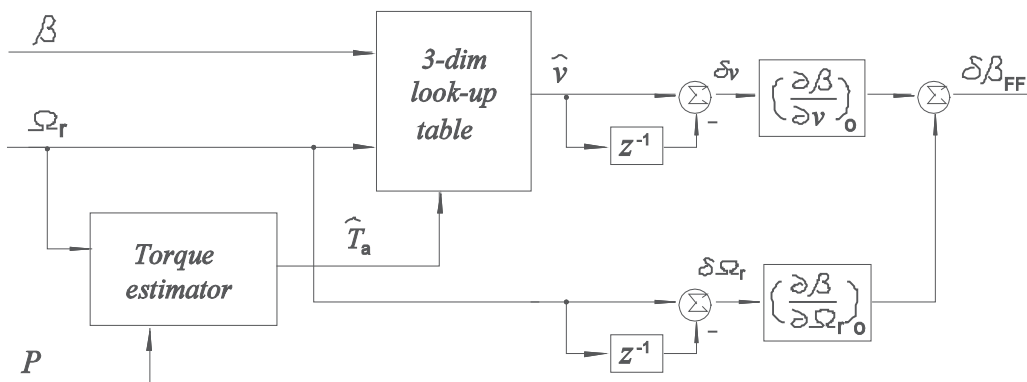 β
3-dim
look-up
table
v̂
δv
(∂β/∂v)₀
δβ_FF
Σ
Σ
-
z⁻¹
Ω_r
Torque
estimator
T̂_a
δΩ_r
(∂β/∂Ω_r)₀
Σ
-
z⁻¹
P